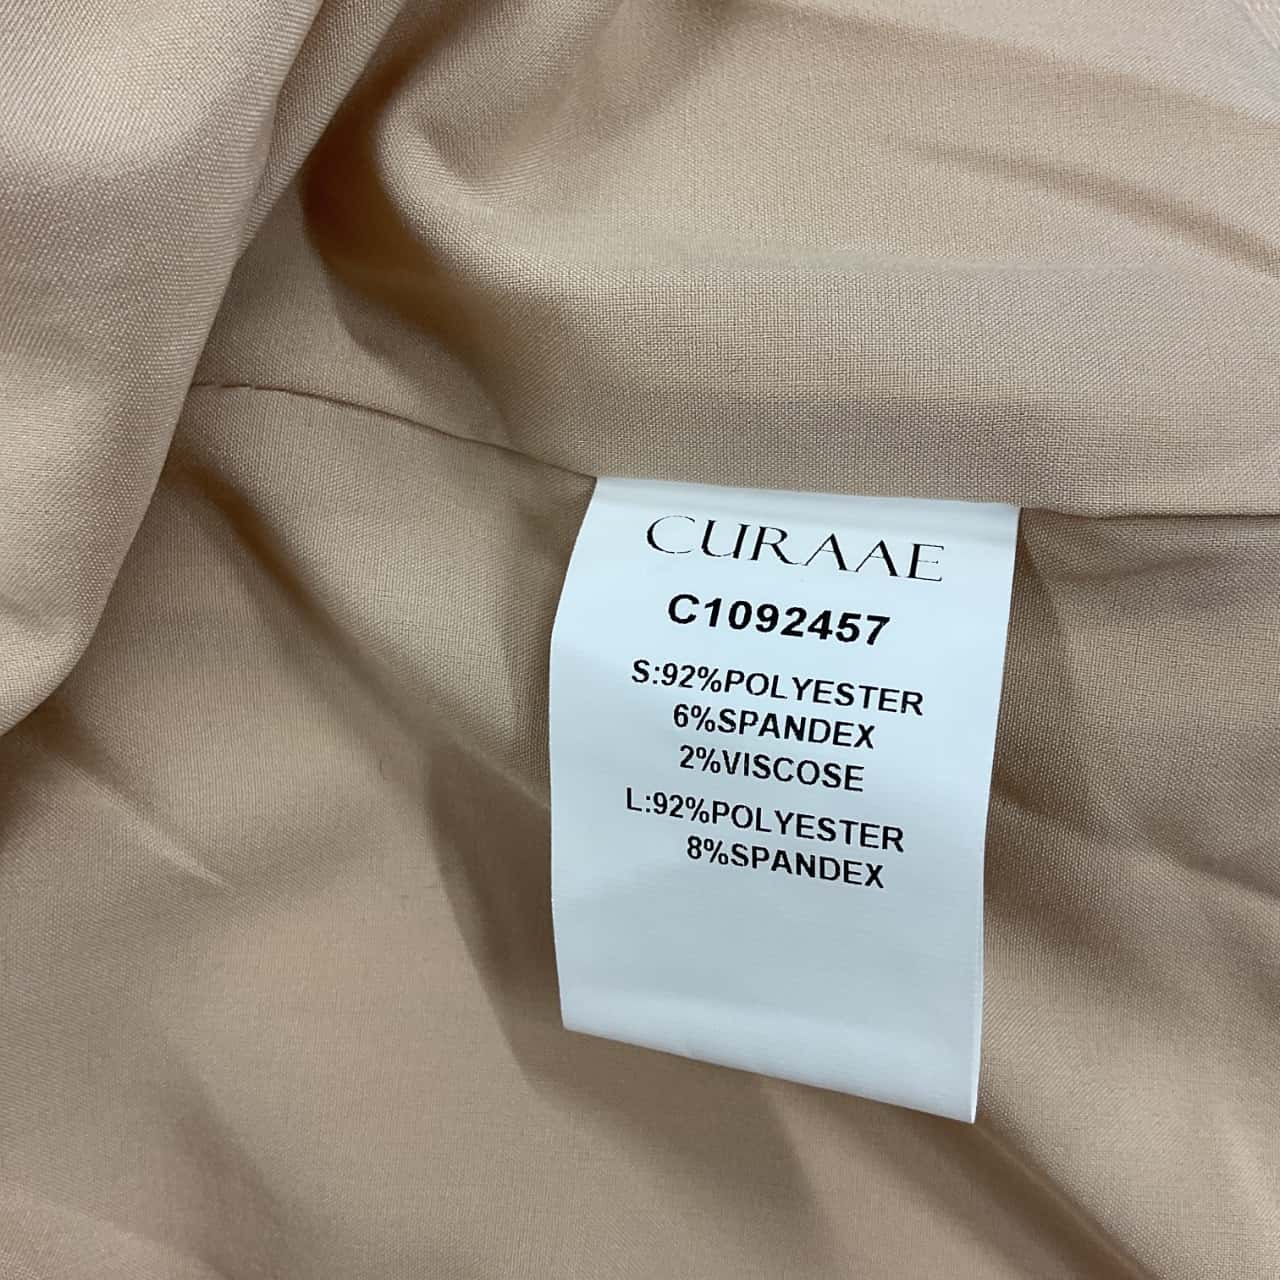 CURAAE
C1092457
S:92%POLYESTER
6%SPANDEX
2%VISCOSE
L:92%POLYESTER
8%SPANDEX